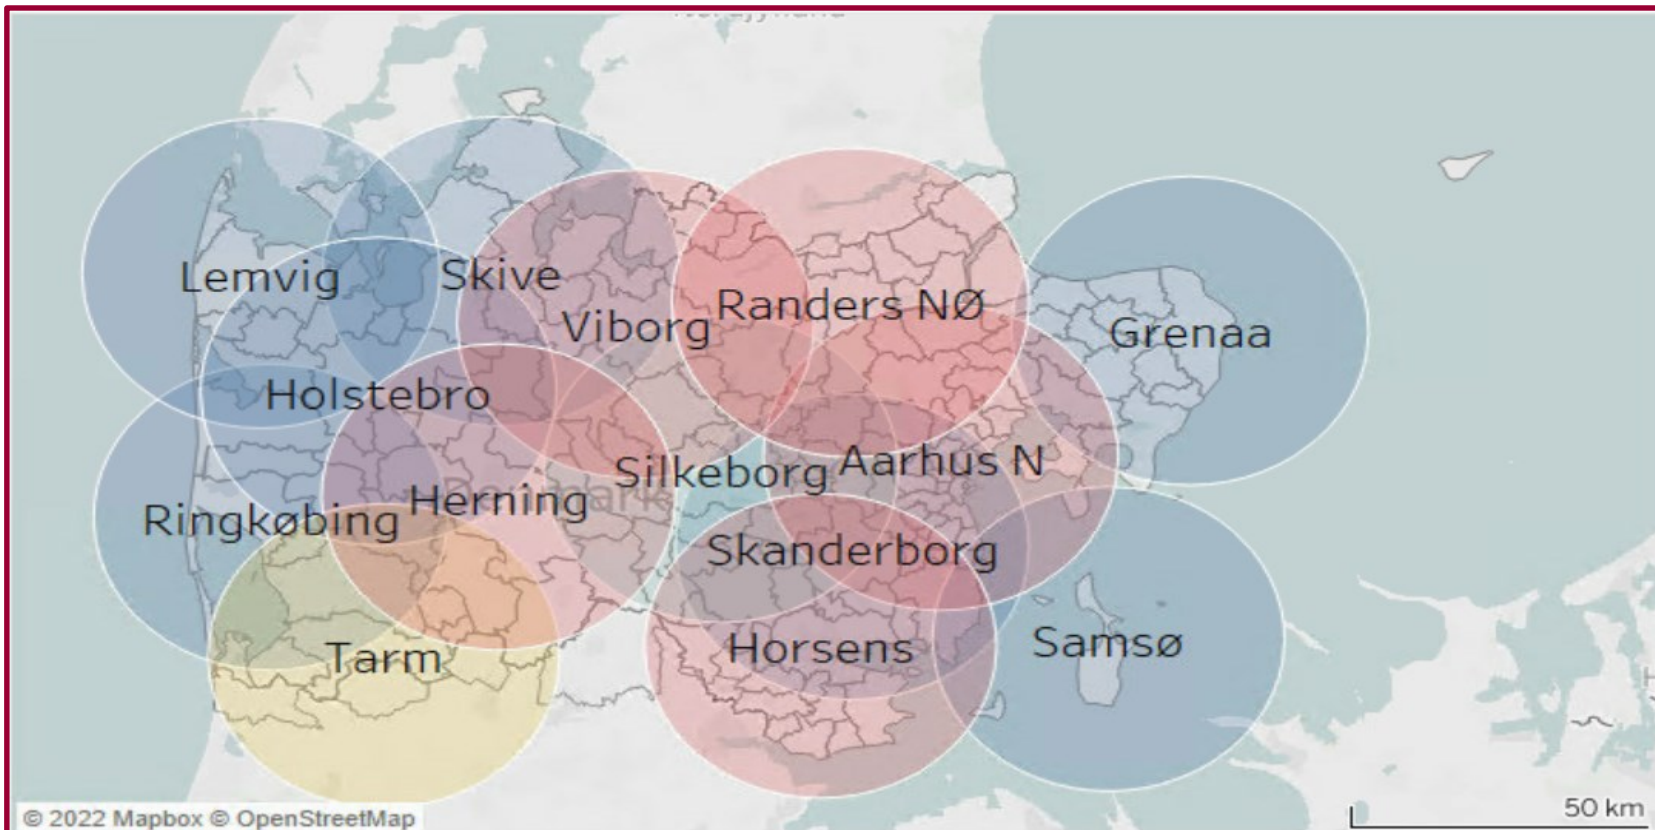 Lemvig
Skive
Viborg
Randers NØ
Grenaa
Holstebro
Silkeborg
Aarhus N
Herning
Ringkøbing
Skanderborg
Tarm
Horsens
Samsø
© 2022 Mapbox © OpenStreetMap
50 km